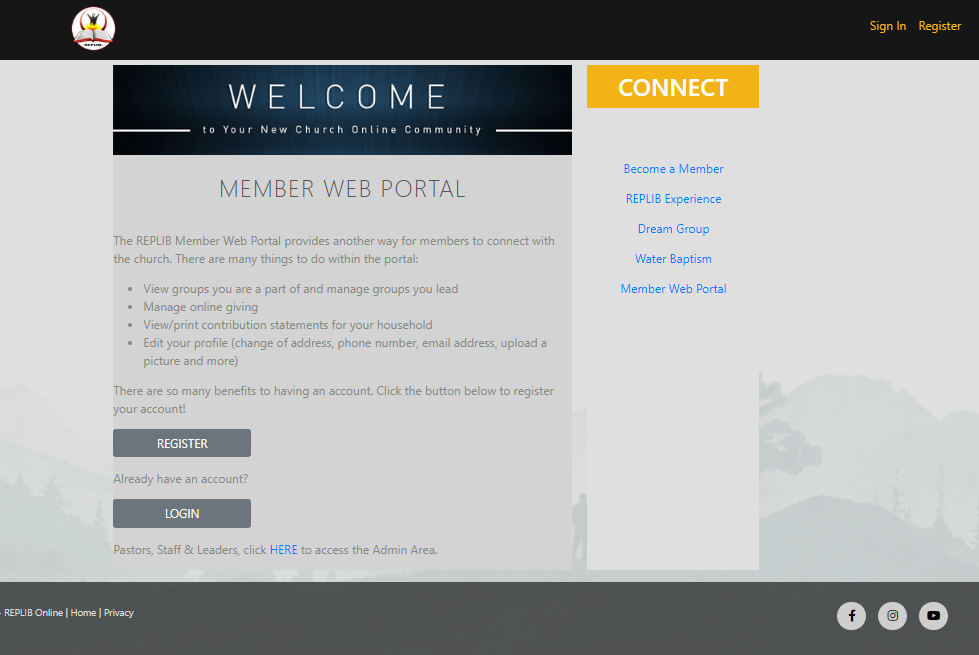 REPLIB
Sign In
Register
WELCOME
to Your New Church Online Community
CONNECT
MEMBER WEB PORTAL
The REPLIB Member Web Portal provides another way for members to connect with
the church. There are many things to do within the portal:
• View groups you are a part of and manage groups you lead
• Manage online giving
• View/print contribution statements for your household
• Edit your profile (change of address, phone number, email address, upload a
picture and more)
There are so many benefits to having an account. Click the button below to register
your account!
REGISTER
Already have an account?
LOGIN
Pastors, Staff & Leaders, click HERE to access the Admin Area.
Become a Member
REPLIB Experience
Dream Group
Water Baptism
Member Web Portal
- REPLIB Online | Home | Privacy